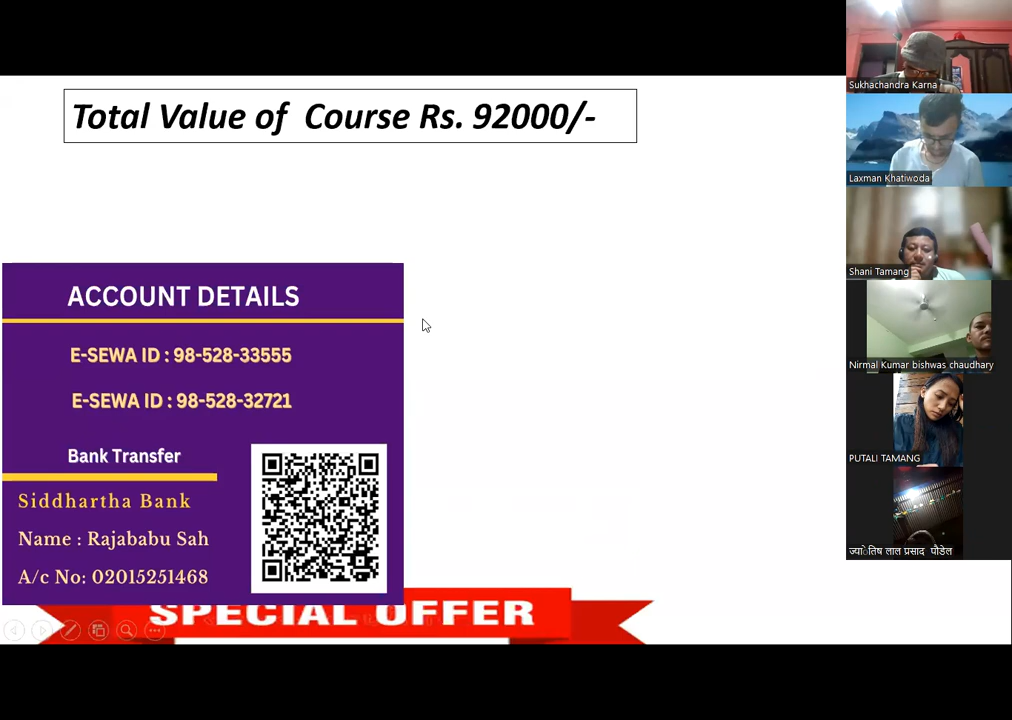 Total Value of Course Rs. 92000/-
ACCOUNT DETAILS
E-SEWA ID : 98-528-33555
E-SEWA ID : 98-528-32721
Bank Transfer
Siddhartha Bank
Name : Rajababu Sah
A/c No: 02015251468
SPECIAL OFFER
Sukhachandra Karna
Laxman Khatiwoda
Shani Tamang
Nirmal Kumar bishwas chaudhary
PUTALI TAMANG
ज्याेतिष लाल प्रसाद पौडेल